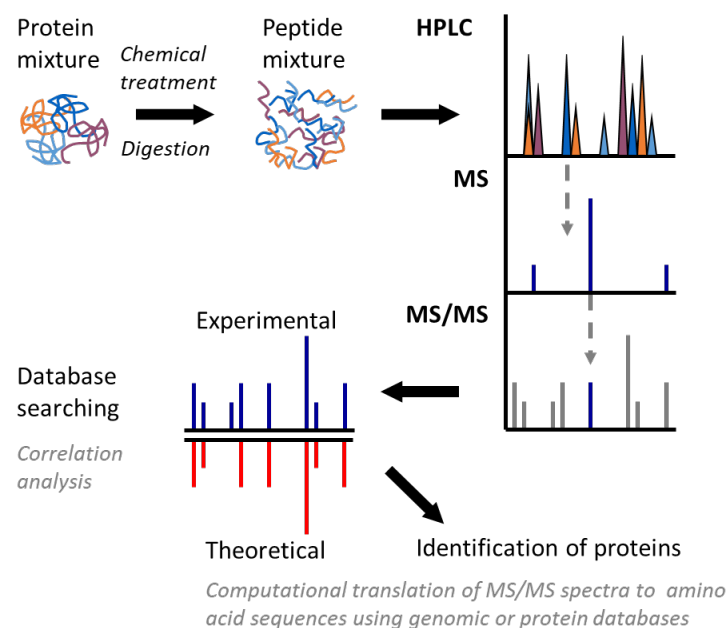 Protein
mixture
Chemical
treatment
Digestion
Peptide
mixture
HPLC
MS
MS/MS
Experimental
Database
searching
Correlation
analysis
Theoretical
Identification of proteins
Computational translation of MS/MS spectra to amino
acid sequences using genomic or protein databases